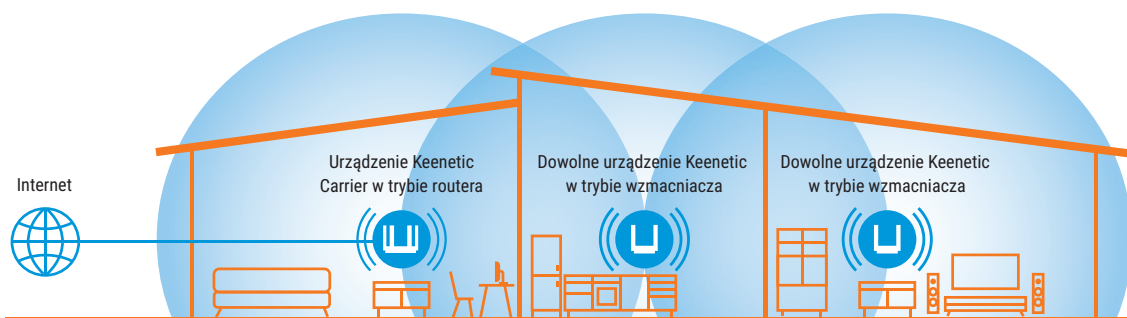 Internet
Urządzenie Keenetic
Carrier w trybie routera
Dowolne urządzenie Keenetic
w trybie wzmacniacza
Dowolne urządzenie Keenetic
w trybie wzmacniacza